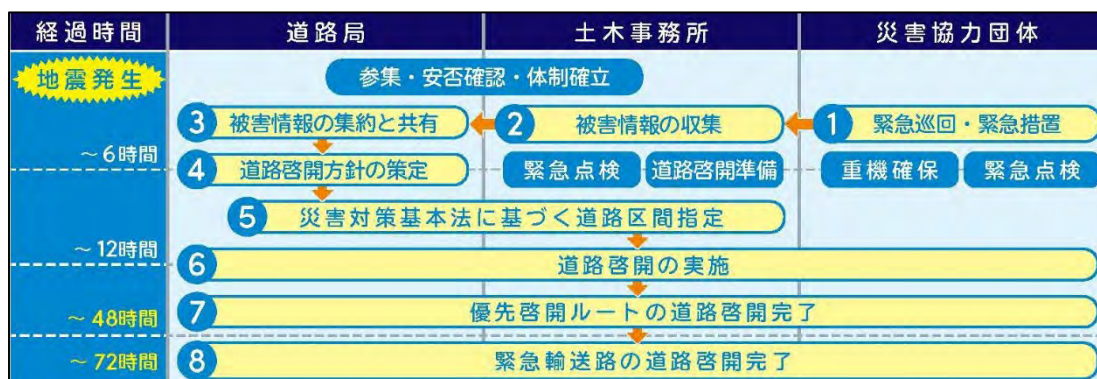 経過時間 道路局 土木事務所 災害協力団体
地震発生 参集・安否確認・体制確立
3 被害情報の集約と共有 2 被害情報の収集 1 緊急巡回・緊急措置
～6時間 4 道路啓開方針の策定 緊急点検 道路啓開準備 重機確保 緊急点検
5 災害対策基本法に基づく道路区間指定
～12時間
6 道路啓開の実施
～48時間 7 優先啓開ルートの道路啓開完了
～72時間 8 緊急輸送路の道路啓開完了